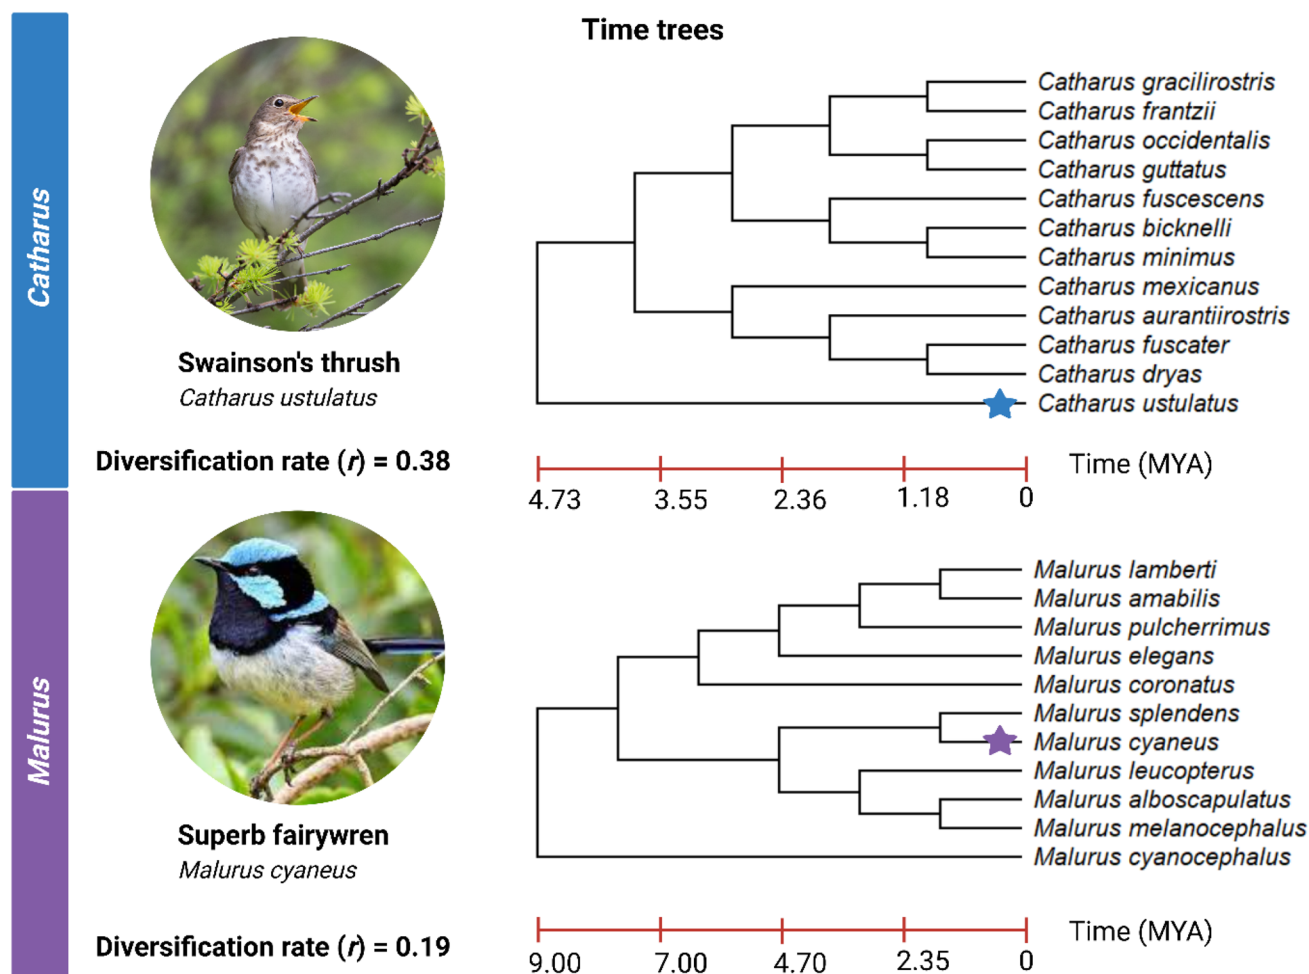 Time trees
Catharus
Swainson's thrush
Catharus ustulatus
Diversification rate (r) = 0.38
Catharus gracilirostris
Catharus frantzii
Catharus occidentalis
Catharus guttatus
Catharus fuscescens
Catharus bicknelli
Catharus minimus
Catharus mexicanus
Catharus aurantiirostris
Catharus fuscater
Catharus dryas
Catharus ustulatus
Time (MYA)
4.73 3.55 2.36 1.18 0
Malurus
Superb fairywren
Malurus cyaneus
Diversification rate (r) = 0.19
Malurus lamberti
Malurus amabilis
Malurus pulcherrimus
Malurus elegans
Malurus coronatus
Malurus splendens
Malurus cyaneus
Malurus leucopterus
Malurus alboscapulatus
Malurus melanocephalus
Malurus cyanocephalus
Time (MYA)
9.00 7.00 4.70 2.35 0